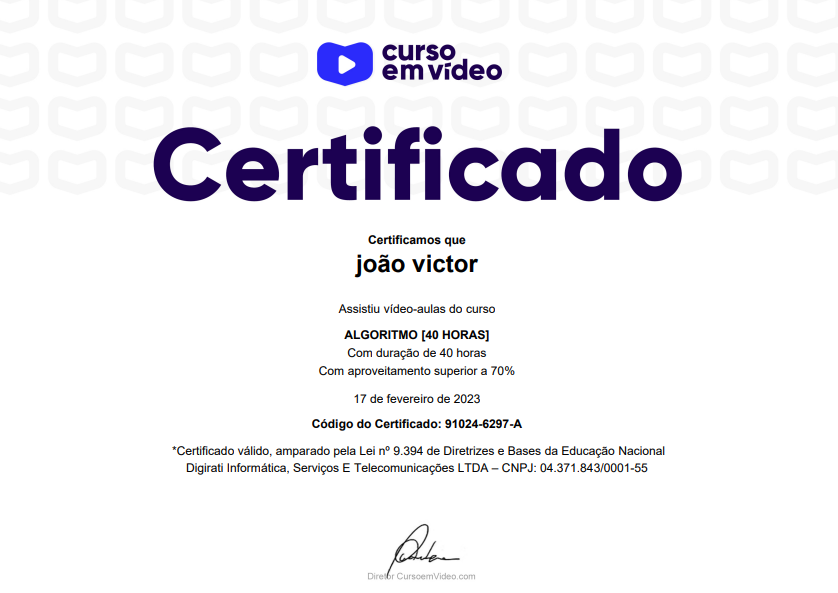 curso
em vídeo
Certificado
Certificamos que
joão victor
Assistiu vídeo-aulas do curso
ALGORITMO [40 HORAS]
Com duração de 40 horas
Com aproveitamento superior a 70%
17 de fevereiro de 2023
Código do Certificado: 91024-6297-A
*Certificado válido, amparado pela Lei nº 9.394 de Diretrizes e Bases da Educação Nacional
Digirati Informática, Serviços E Telecomunicações LTDA – CNPJ: 04.371.843/0001-55
Diretor CursoemVideo.com